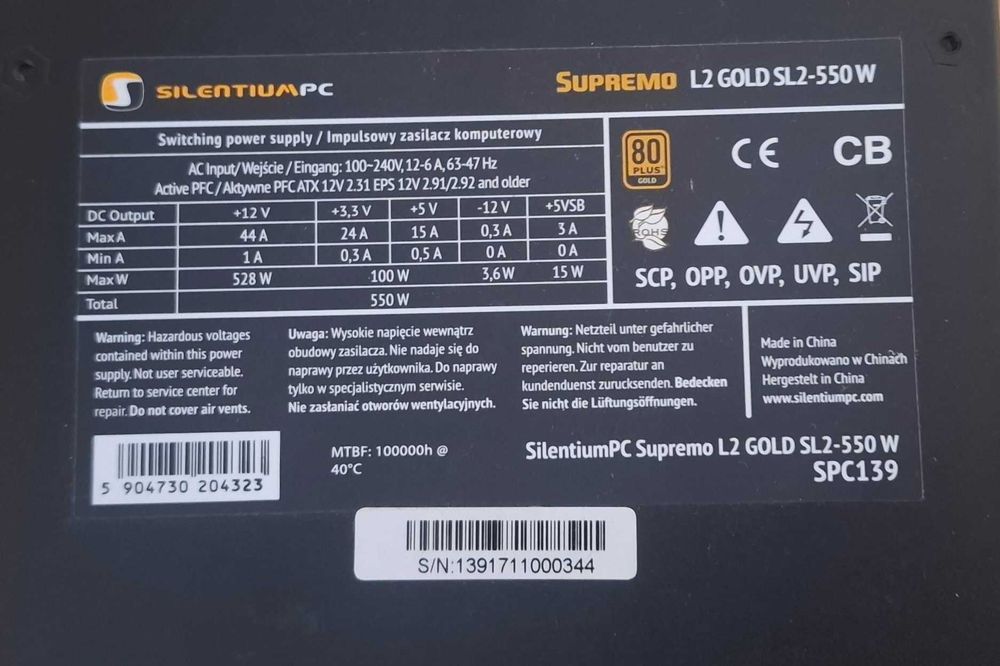 SILENTIUMPC
SUPREMO L2 GOLD SL2-550 W
Switching power supply / Impulsowy zasilacz komputerowy
AC Input/Wejście/Eingang: 100~240V, 12-6 A, 63-47 Hz
Active PFC / Aktywne PFC ATX 12V 2.31 EPS 12V 2.91/2.92 and older
DC Output +12 V +3,3 V +5 V -12 V +5VSB
Max A 44 A 24 A 15 A 0,3 A 3 A
Min A 1 A 0,3 A 0,5 A 0 A 0 A
Max W 528 W 100 W 3,6 W 15 W
Total 550 W
80
PLUS
GOLD
CE
CB
ROHS
SCP, OPP, OVP, UVP, SIP
Warning: Hazardous voltages
contained within this power
supply. Not user serviceable.
Return to service center for
repair. Do not cover air vents.
Uwaga: Wysokie napięcie wewnątrz
obudowy zasilacza. Nie nadaje się do
naprawy przez użytkownika. Do naprawy
tylko w specjalistycznym serwisie.
Nie zasłaniać otworów wentylacyjnych.
Warnung: Netzteil unter gefahrlicher
spannung. Nicht vom benutzer zu
reperieren. Zur reparatur an
kundenduenst zurucksenden. Bedecken
Sie nicht die Lüftungsöffnungen.
Made in China
Wyprodukowano w Chinach
Hergestelt in China
www.silentiumpc.com
5 904730 204323
MTBF: 100000h @
40°C
SilentiumPC Supremo L2 GOLD SL2-550 W
SPC139
S/N:1391711000344